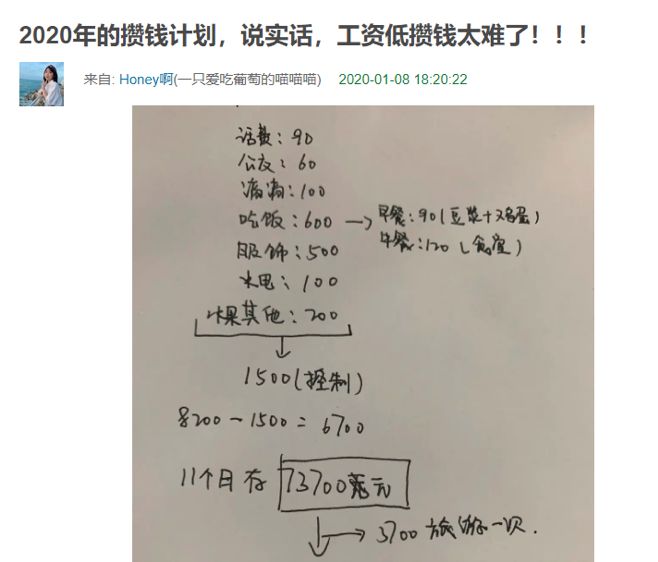 2020年的攒钱计划，说实话，工资低攒钱太难了！！！
来自: Honey啊(一只爱吃葡萄的喵喵喵) 2020-01-08 18:20:22
话费：90
公交：60
滴滴：100
吃饭：600 → 早餐：90（豆浆+鸡蛋）
午餐：120（食堂）
服饰：500
水电：100
水果其他：200
1500（控制）
8200-1500=6700
11个月存 73700 元
→ 3700 旅游一次.